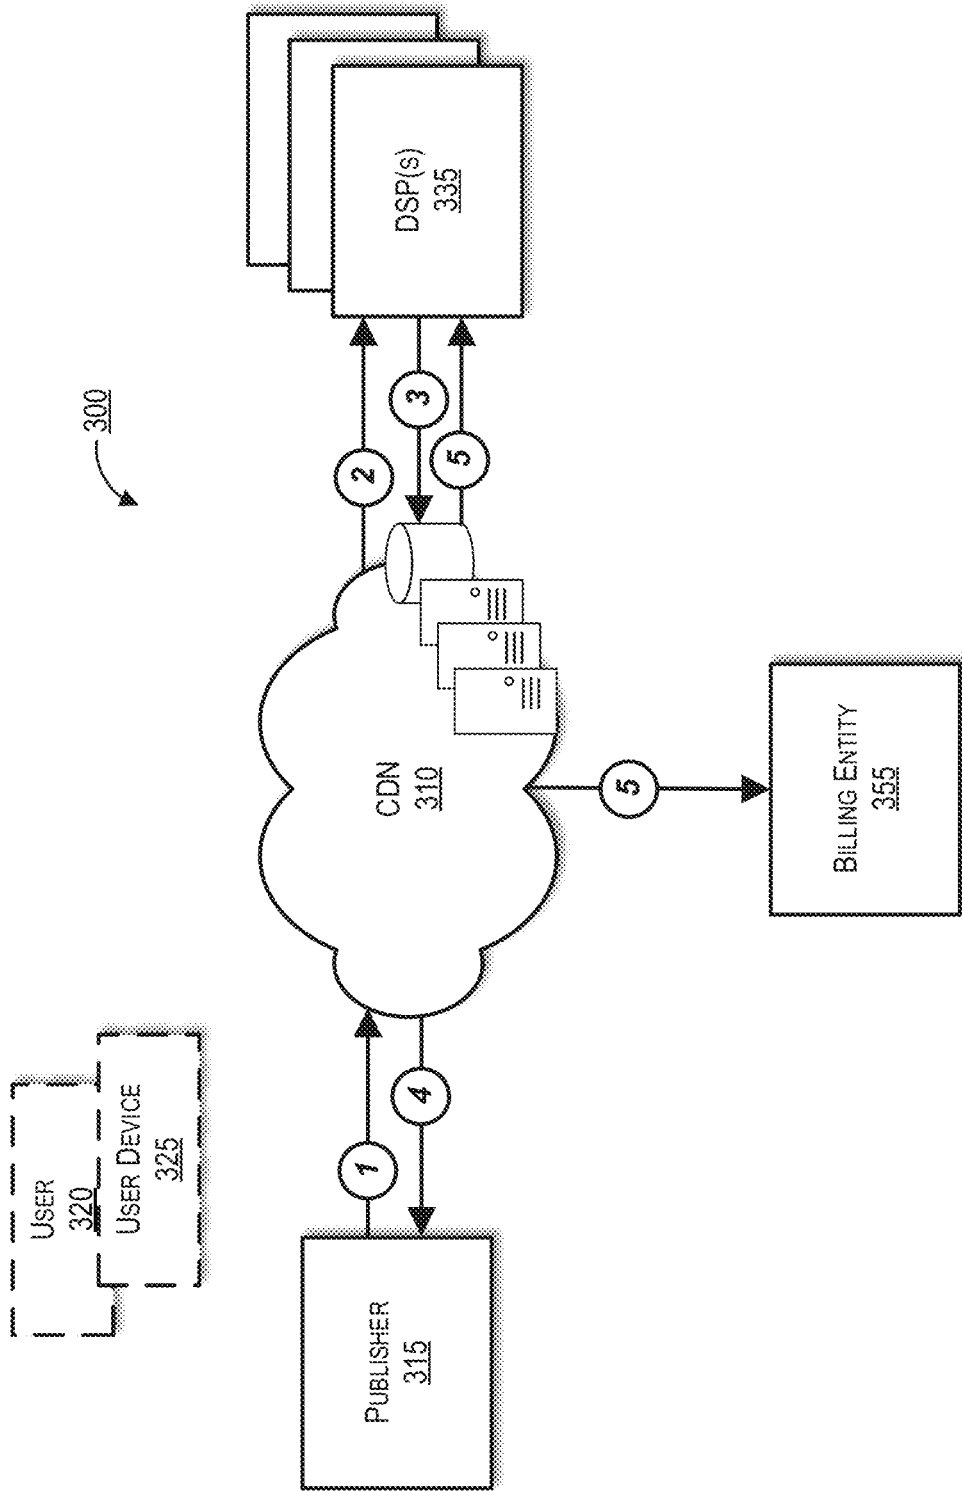 300
USER
320
USER DEVICE
325
PUBLISHER
315
1
4
CDN
310
2
3
5
DSP(S)
335
5
BILLING ENTITY
355